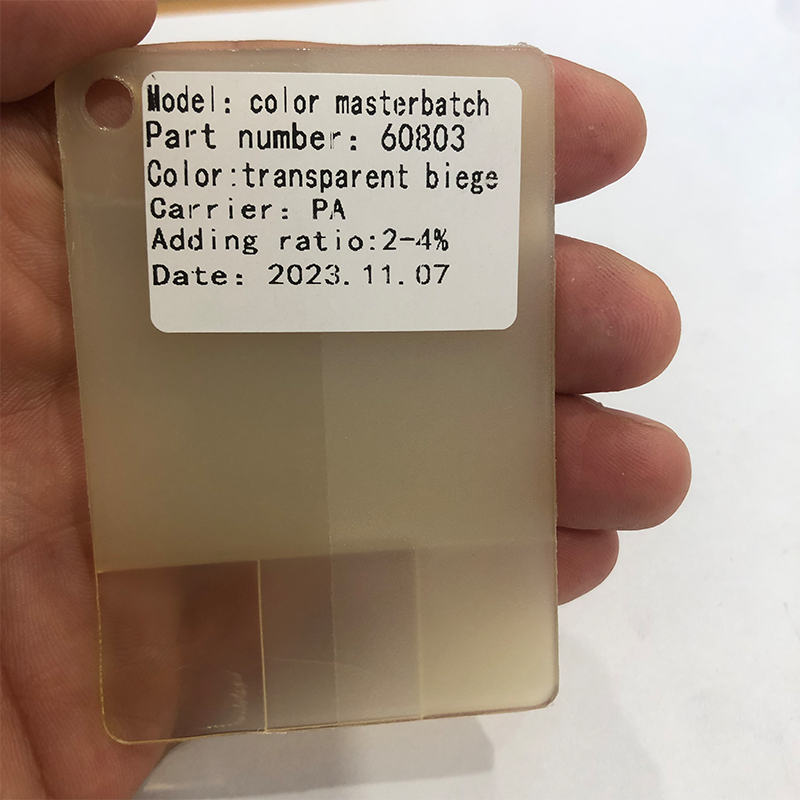 Model: color masterbatch
Part number: 60803
Color:transparent biege
Carrier: PA
Adding ratio:2-4%
Date: 2023.11.07